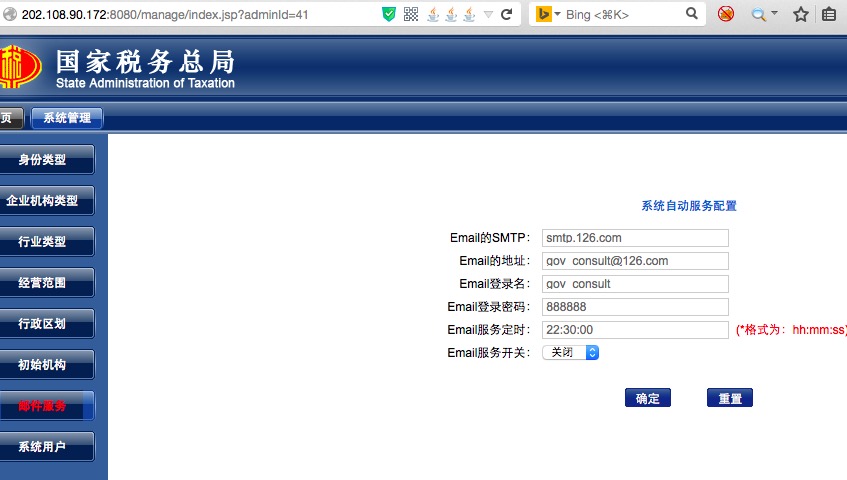 202.108.90.172:8080/manage/index.jsp?adminId=41
Bing <⌘K>
税
国家税务总局
State Administration of Taxation
页
系统管理
身份类型
企业机构类型
行业类型
经营范围
行政区划
初始机构
邮件服务
系统用户
系统自动服务配置
Email的SMTP： smtp.126.com
Email的地址： gov_consult@126.com
Email登录名： gov_consult
Email登录密码： 888888
Email服务定时： 22:30:00 (*格式为：hh:mm:ss)
Email服务开关： 关闭
确定 重置